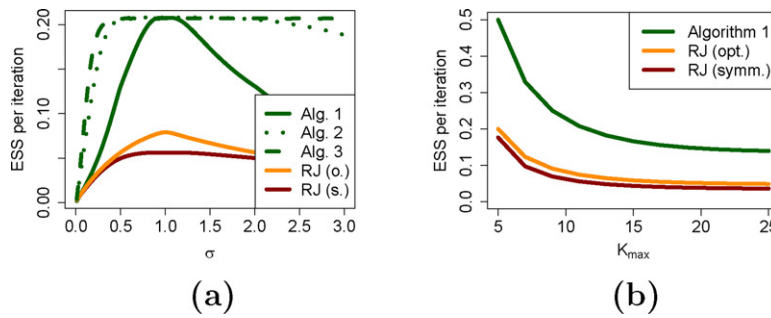 ESS per iteration
0.00
0.10
0.20
0.0 0.5 1.0 1.5 2.0 2.5 3.0
σ
Alg. 1
Alg. 2
Alg. 3
RJ (o.)
RJ (s.)
(a)
ESS per iteration
0.0 0.1 0.2 0.3 0.4 0.5
5 10 15 20 25
Kmax
Algorithm 1
RJ (opt.)
RJ (symm.)
(b)